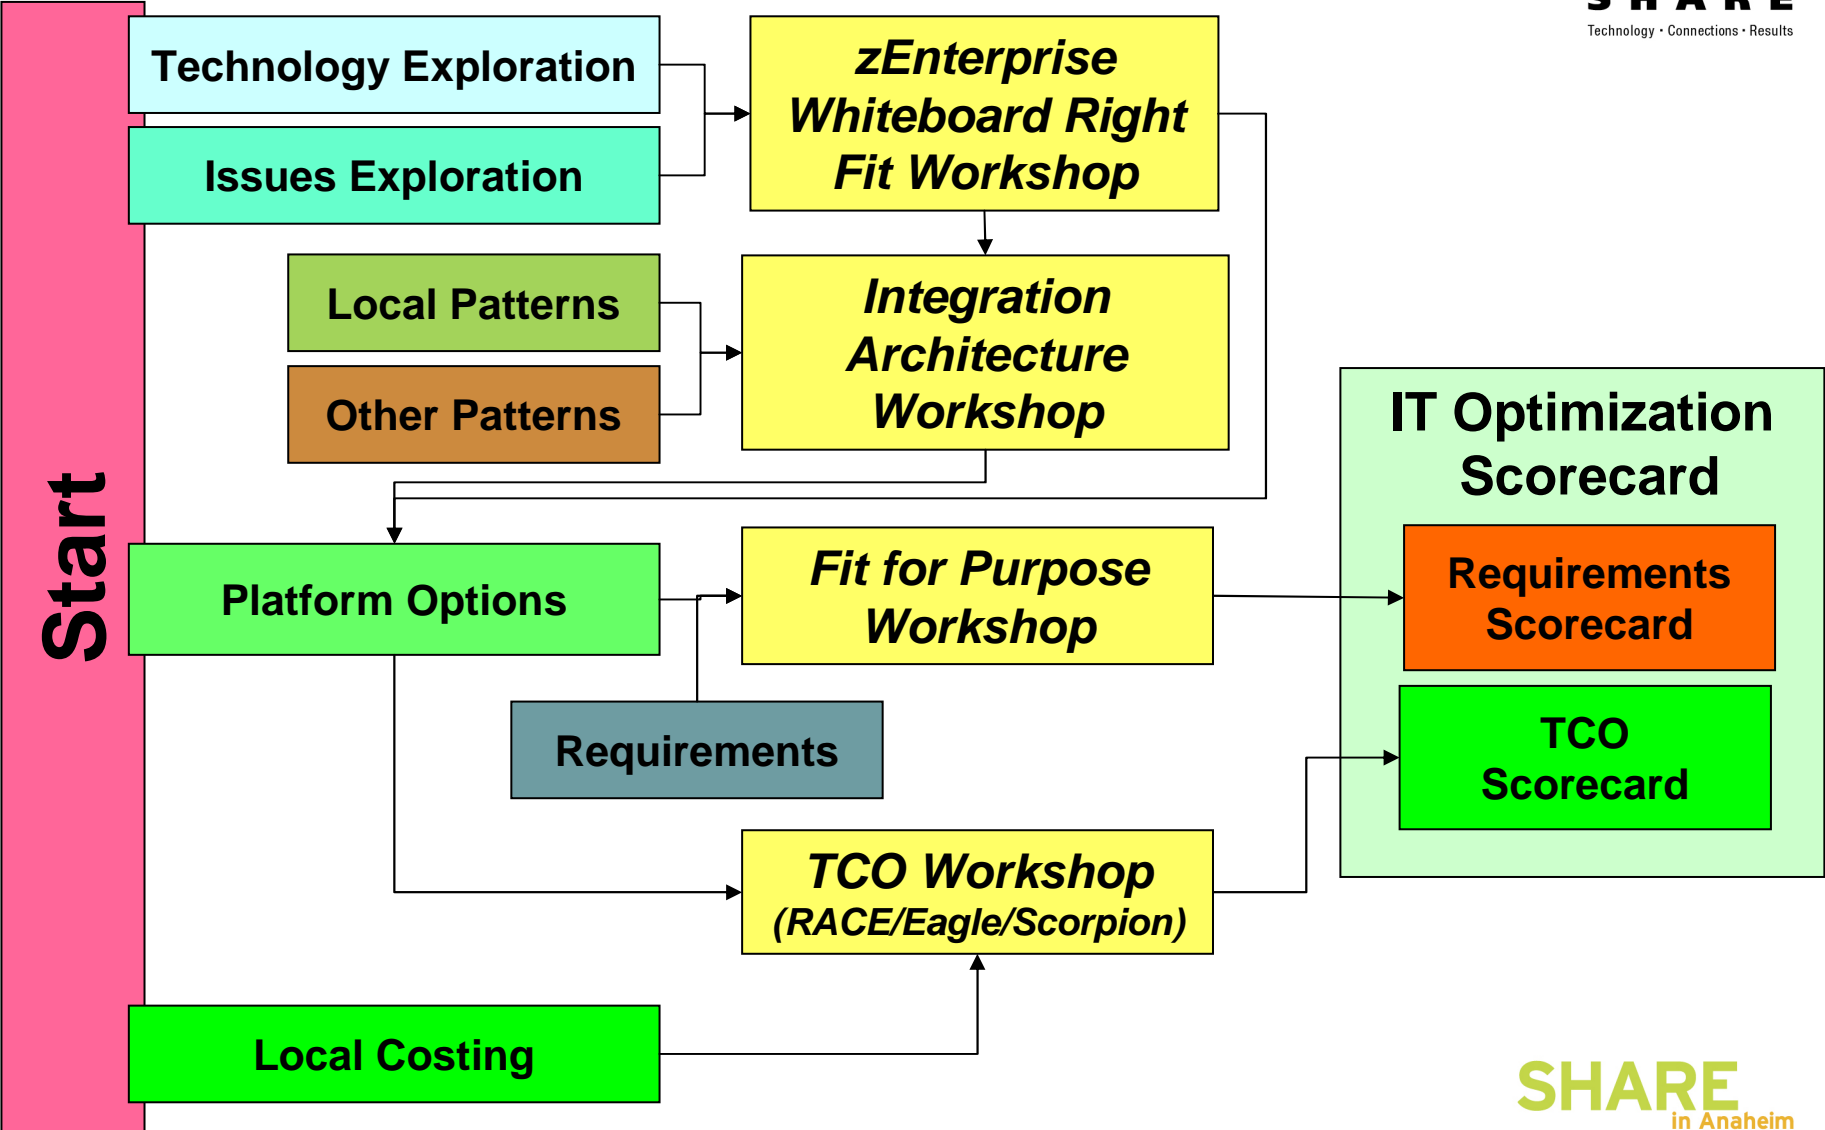 SHARE
Technology • Connections • Results
Technology Exploration
Issues Exploration
zEnterprise
Whiteboard Right
Fit Workshop
Local Patterns
Other Patterns
Integration
Architecture
Workshop
Start
Platform Options
Fit for Purpose
Workshop
Requirements
IT Optimization
Scorecard
Requirements
Scorecard
TCO
Scorecard
TCO Workshop
(RACE/Eagle/Scorpion)
Local Costing
SHARE
in Anaheim